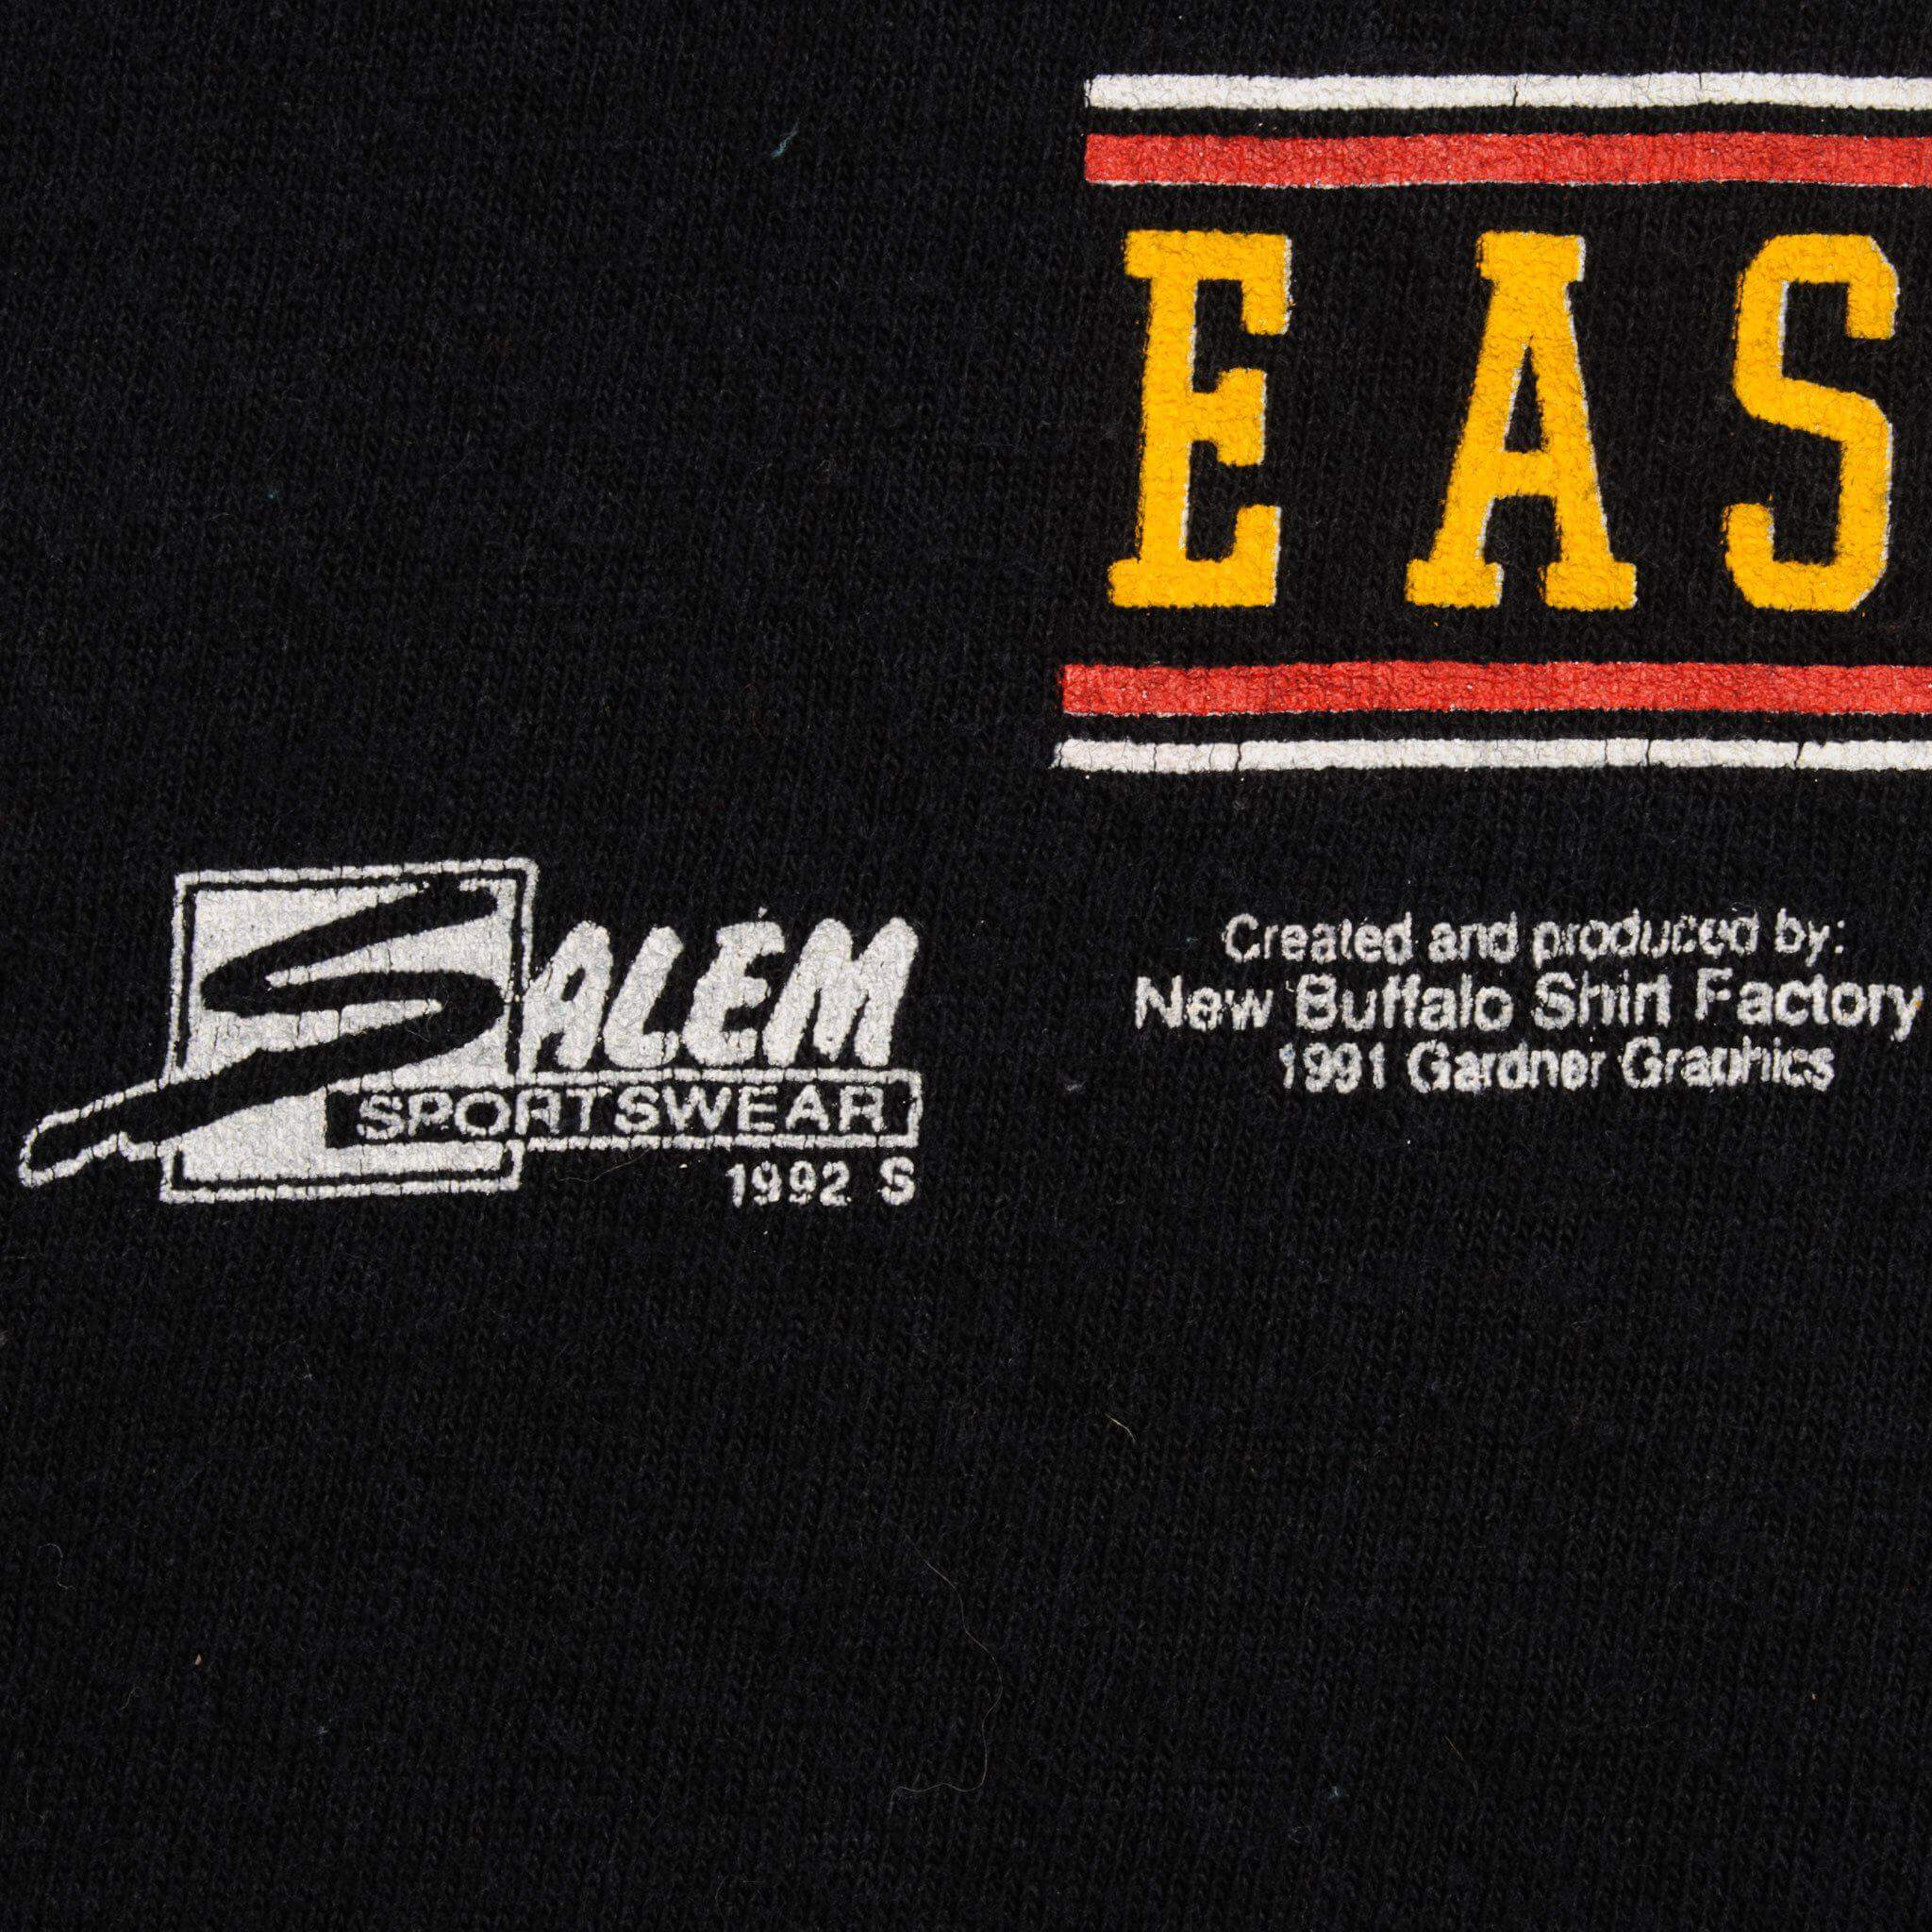 EAS
SALEM
SPORTSWEAR
1992 S
Created and produced by:
New Buffalo Shirt Factory
1991 Gardner Graphics